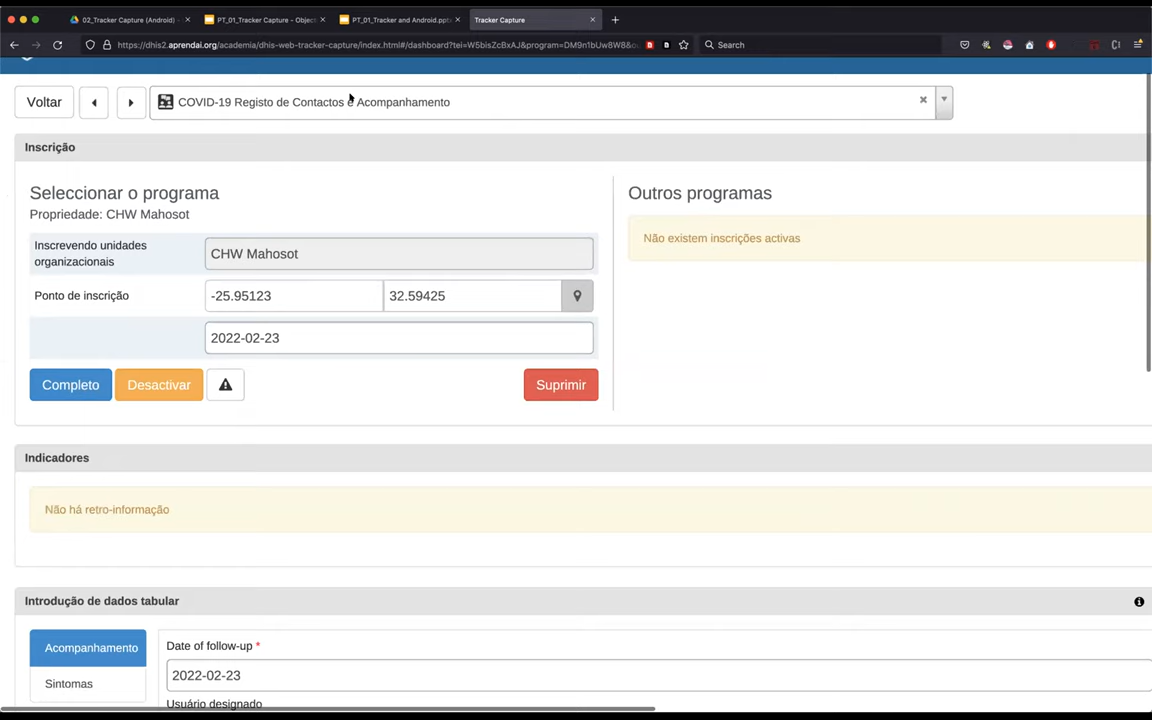 02_Tracker Capture (Android) -
PT_01_Tracker Capture - Object
PT_01_Tracker and Android.pptx
Tracker Capture
https://dhis2.aprendai.org/academia/dhis-web-tracker-capture/index.html#/dashboard?tei=W5bizZcBxAJ&program=DM9n1bUw8W8&ou
Search
Voltar
COVID-19 Registo de Contactos e Acompanhamento
Inscrição
Seleccionar o programa
Propriedade: CHW Mahosot
Outros programas
Não existem inscrições activas
Inscrevendo unidades
organizacionais
CHW Mahosot
Ponto de inscrição
-25.95123
32.59425
2022-02-23
Completo
Desactivar
Suprimir
Indicadores
Não há retro-informação
Introdução de dados tabular
Acompanhamento
Sintomas
Date of follow-up *
2022-02-23
Usuário designado